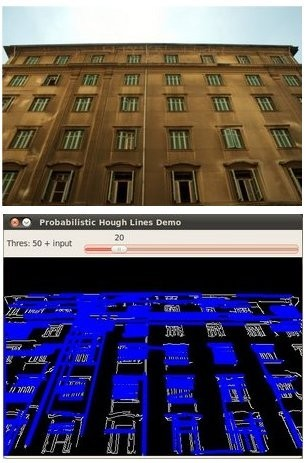 Probabilistic Hough Lines Demo
20
Thres: 50 + input